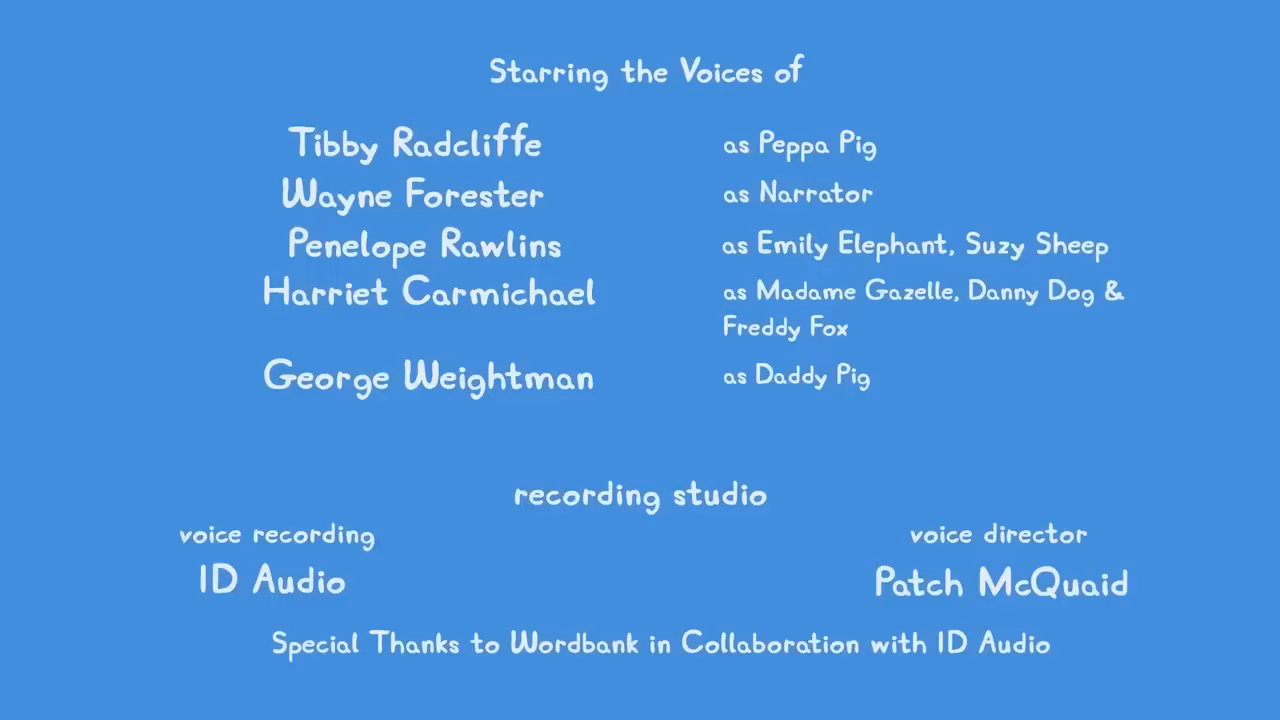 Starring the Voices of
Tibby Radcliffe as Peppa Pig
Wayne Forester as Narrator
Penelope Rawlins as Emily Elephant, Suzy Sheep
Harriet Carmichael as Madame Gazelle, Danny Dog &
Freddy Fox
George Weightman as Daddy Pig
recording studio
voice recording voice director
ID Audio Patch McQuaid
Special Thanks to Wordbank in Collaboration with ID Audio